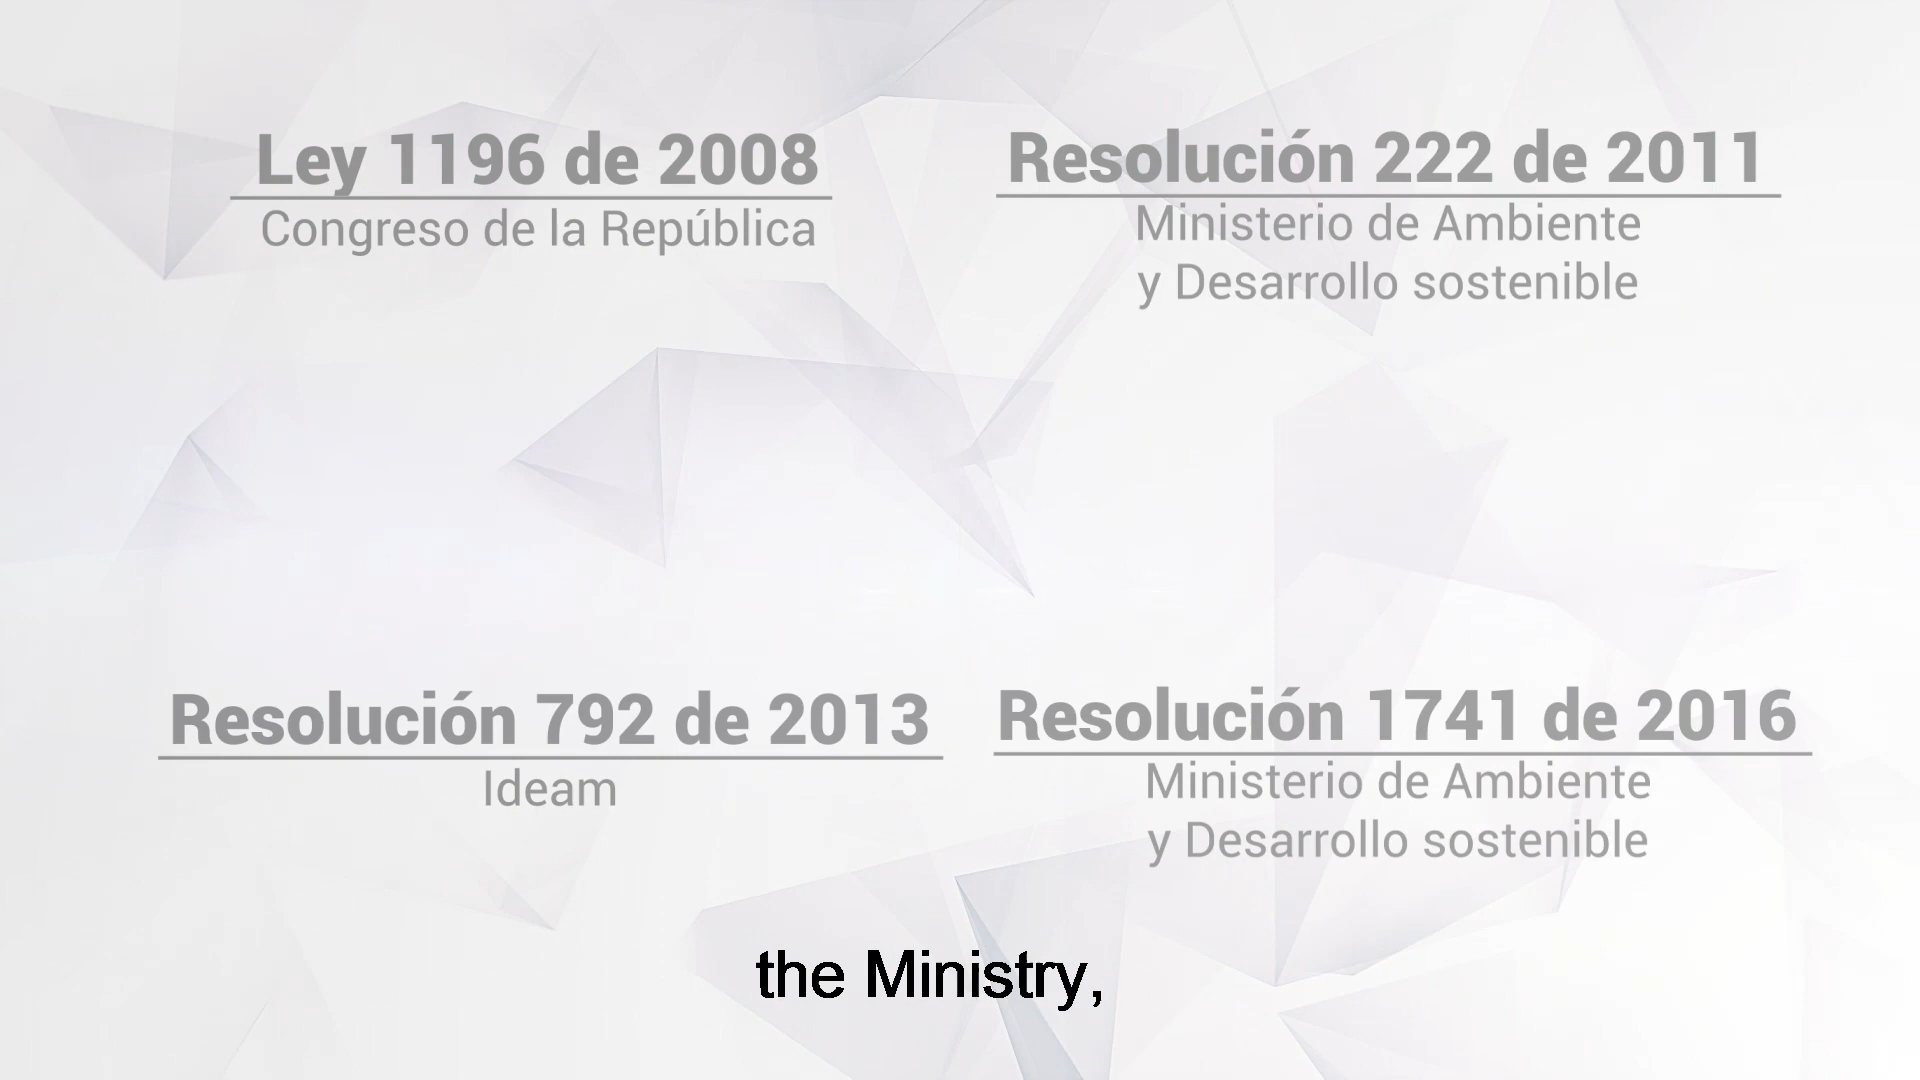 Ley 1196 de 2008
Congreso de la República
Resolución 222 de 2011
Ministerio de Ambiente
y Desarrollo sostenible
Resolución 792 de 2013
Ideam
Resolución 1741 de 2016
Ministerio de Ambiente
y Desarrollo sostenible
the Ministry,